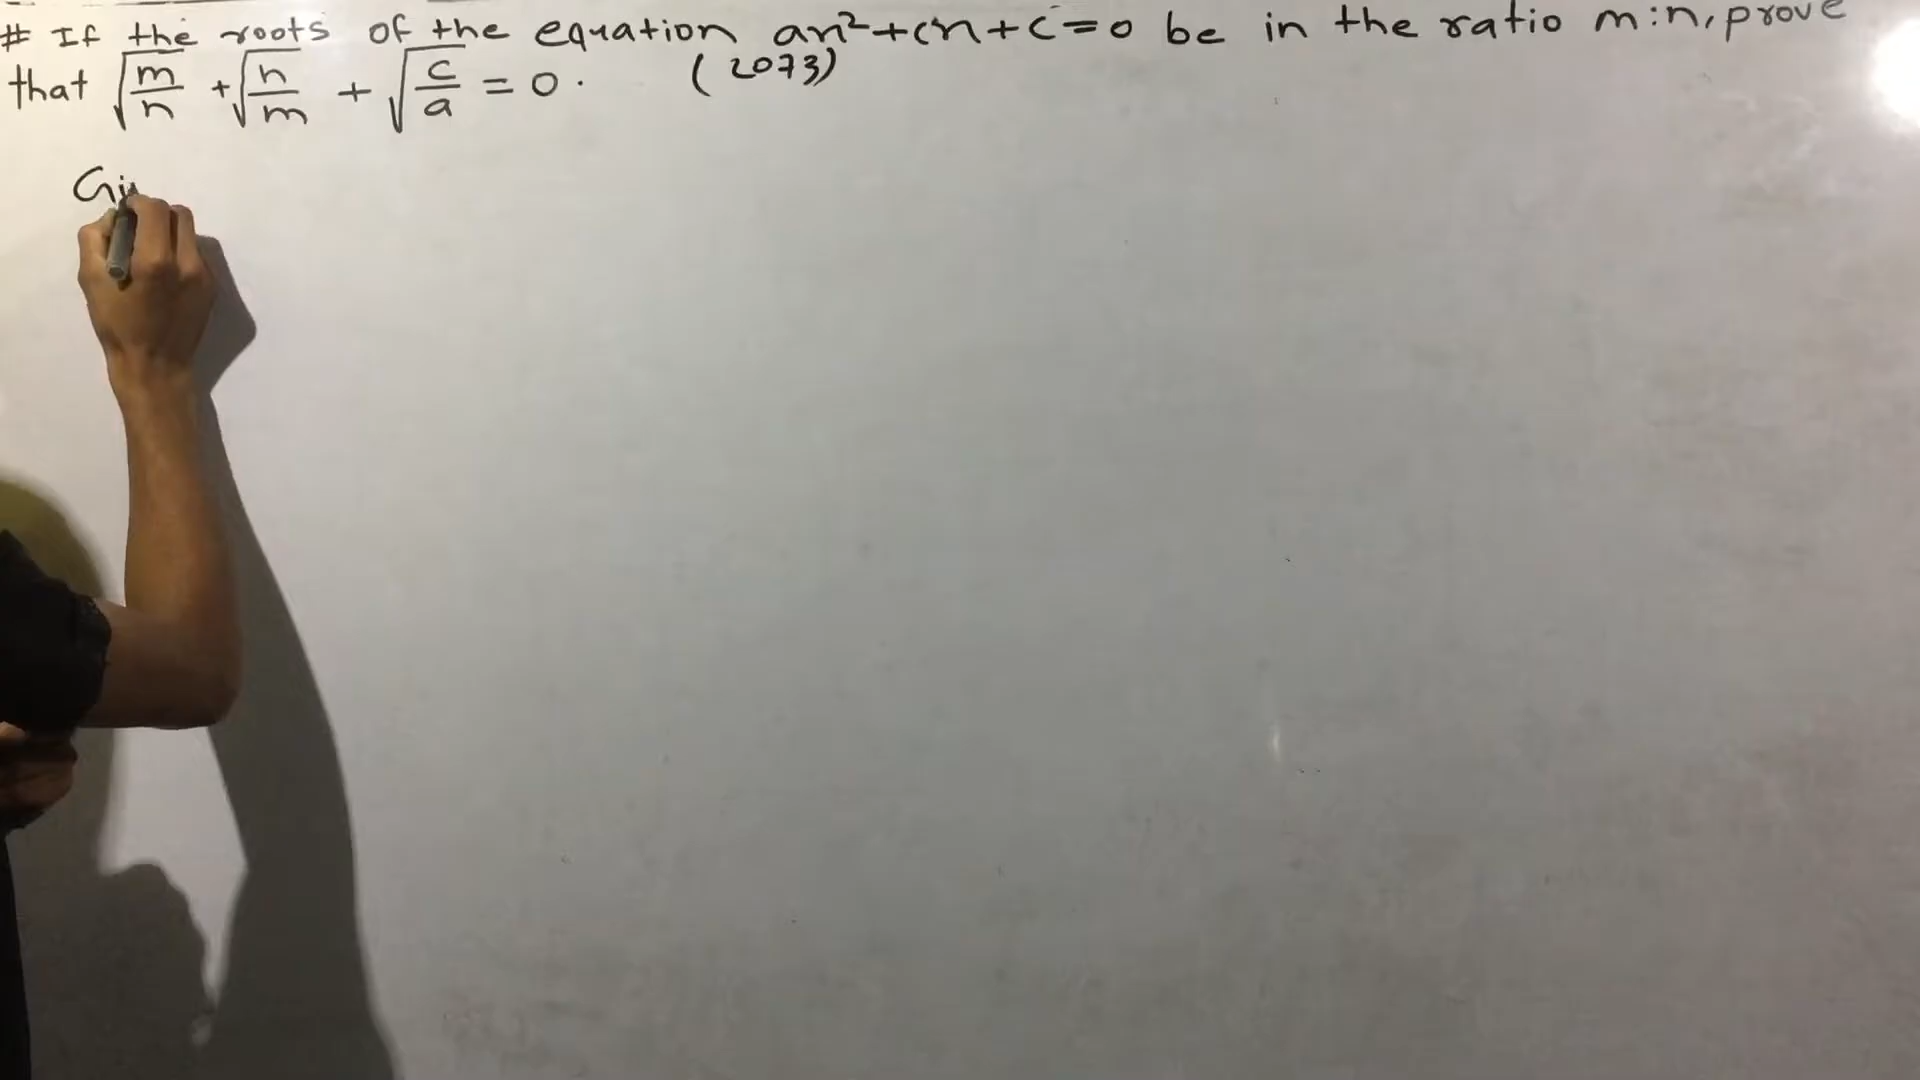 # If the roots of the equation ax²+cx+c=0 be in the ratio m:n, prove
that √(m/n) + √(n/m) + √(c/a) = 0. (2073)
Gi